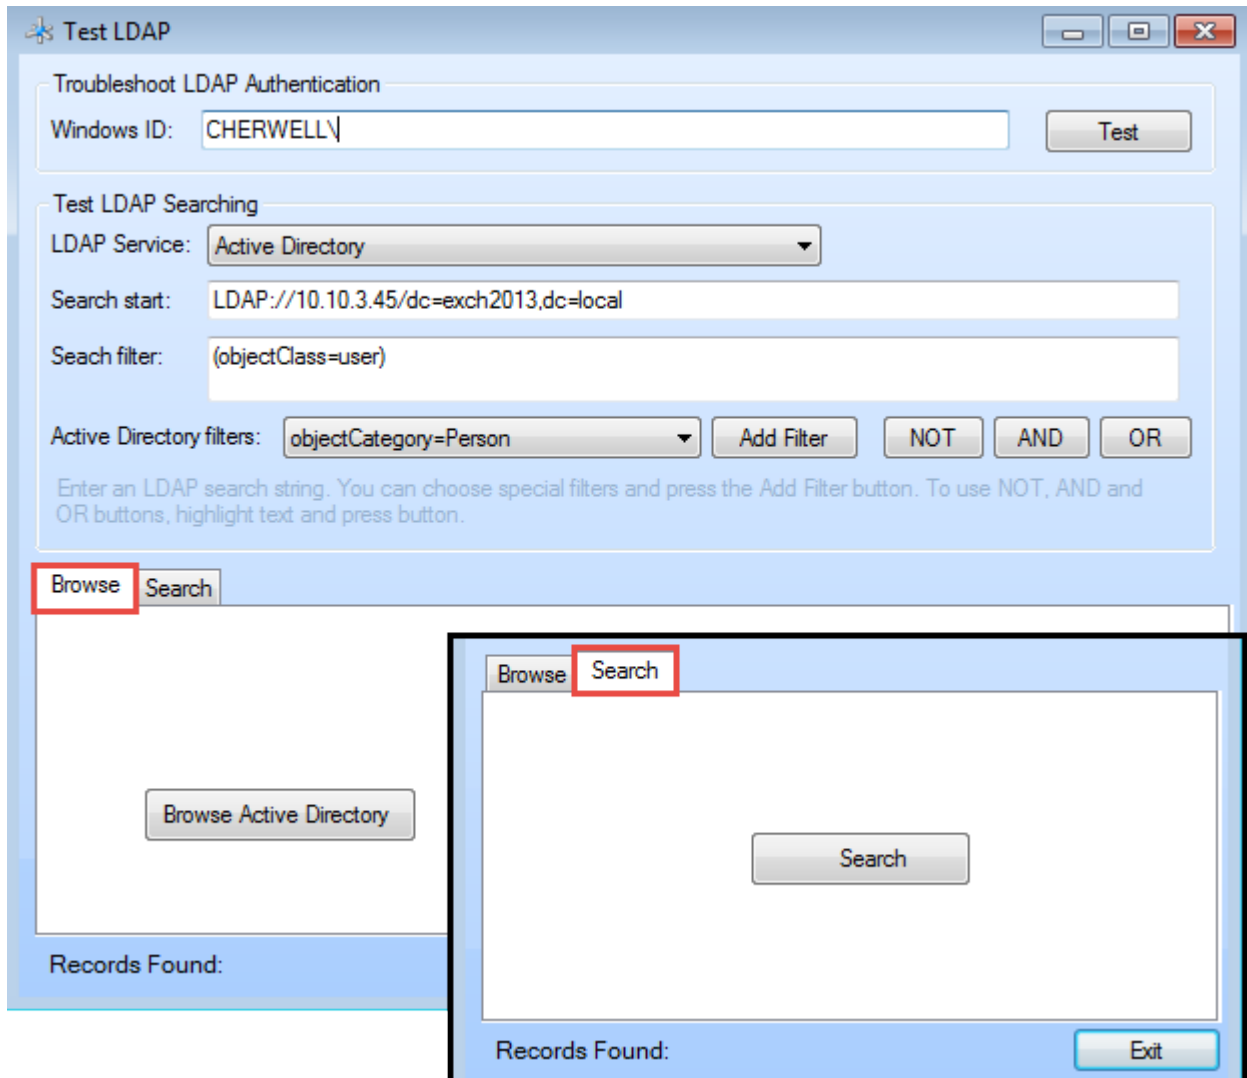 Test LDAP
Troubleshoot LDAP Authentication
Windows ID: CHERWELL\ Test
Test LDAP Searching
LDAP Service: Active Directory
Search start: LDAP://10.10.3.45/dc=exch2013,dc=local
Seach filter: (objectClass=user)
Active Directory filters: objectCategory=Person Add Filter NOT AND OR
Enter an LDAP search string. You can choose special filters and press the Add Filter button. To use NOT, AND and
OR buttons, highlight text and press button.
Browse Search
Browse Active Directory
Records Found:
Browse Search
Search
Records Found: Exit